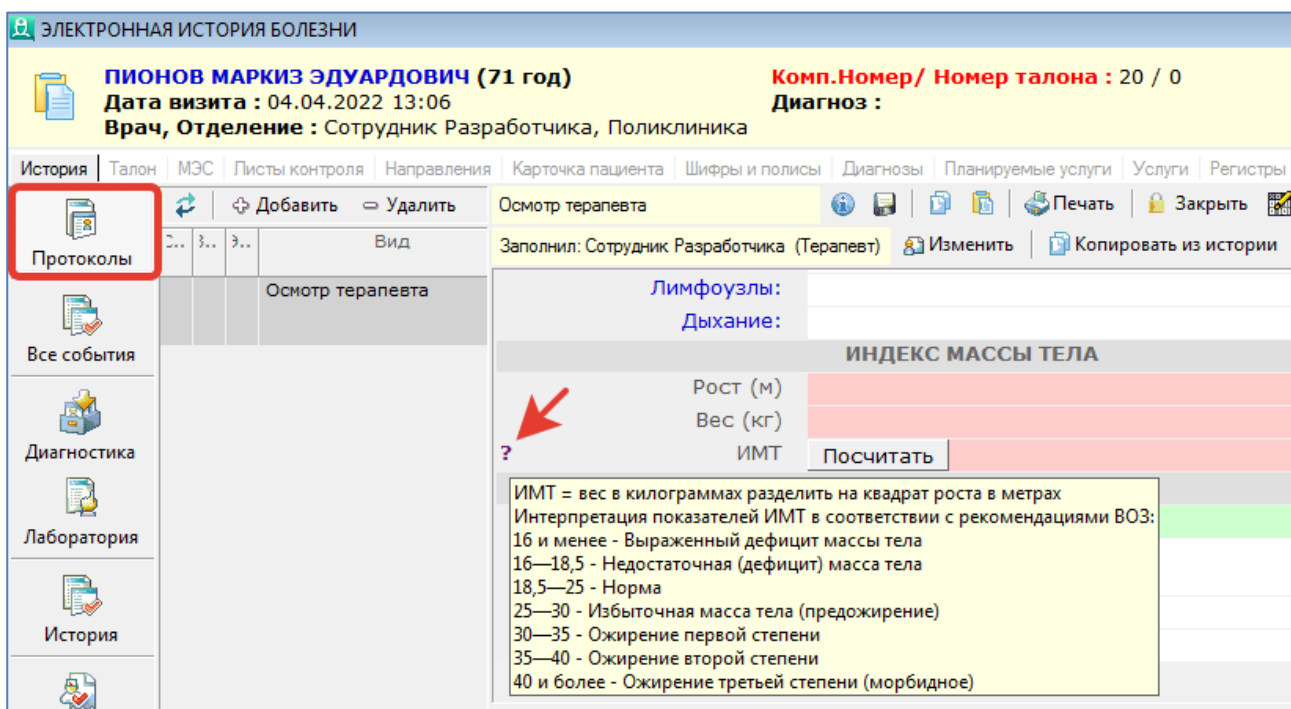 ЭЛЕКТРОННАЯ ИСТОРИЯ БОЛЕЗНИ
ПИОНОВ МАРКИЗ ЭДУАРДОВИЧ (71 год)
Комп.Номер/ Номер талона : 20 / 0
Дата визита : 04.04.2022 13:06
Диагноз :
Врач, Отделение : Сотрудник Разработчика, Поликлиника
История Талон МЭС Листы контроля Направления Карточка пациента Шифры и полисы Диагнозы Планируемые услуги Услуги Регистры
Протоколы
Все события
Диагностика
Лаборатория
История
Добавить Удалить
С.. З.. Э.. Вид
Осмотр терапевта
Осмотр терапевта Печать Закрыть
Заполнил: Сотрудник Разработчика (Терапевт) Изменить Копировать из истории
Лимфоузлы:
Дыхание:
ИНДЕКС МАССЫ ТЕЛА
Рост (м)
Вес (кг)
? ИМТ Посчитать
ИМТ = вес в килограммах разделить на квадрат роста в метрах
Интерпретация показателей ИМТ в соответствии с рекомендациями ВОЗ:
16 и менее - Выраженный дефицит массы тела
16—18,5 - Недостаточная (дефицит) масса тела
18,5—25 - Норма
25—30 - Избыточная масса тела (предожирение)
30—35 - Ожирение первой степени
35—40 - Ожирение второй степени
40 и более - Ожирение третьей степени (морбидное)